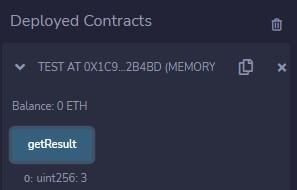 Deployed Contracts
TEST AT 0X1C9...2B4BD (MEMORY
Balance: 0 ETH
getResult
0: uint256: 3